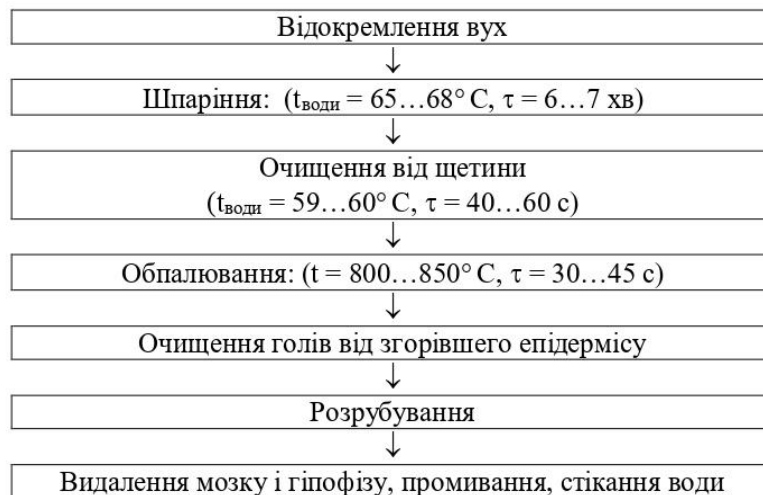 Відокремлення вух
↓
Шпаріння: (tводи = 65…68° С, τ = 6…7 хв)
↓
Очищення від щетини
(tводи = 59…60° С, τ = 40…60 с)
↓
Обпалювання: (t = 800…850° С, τ = 30…45 с)
↓
Очищення голів від згорівшего епідермісу
↓
Розрубування
↓
Видалення мозку і гіпофізу, промивання, стікання води